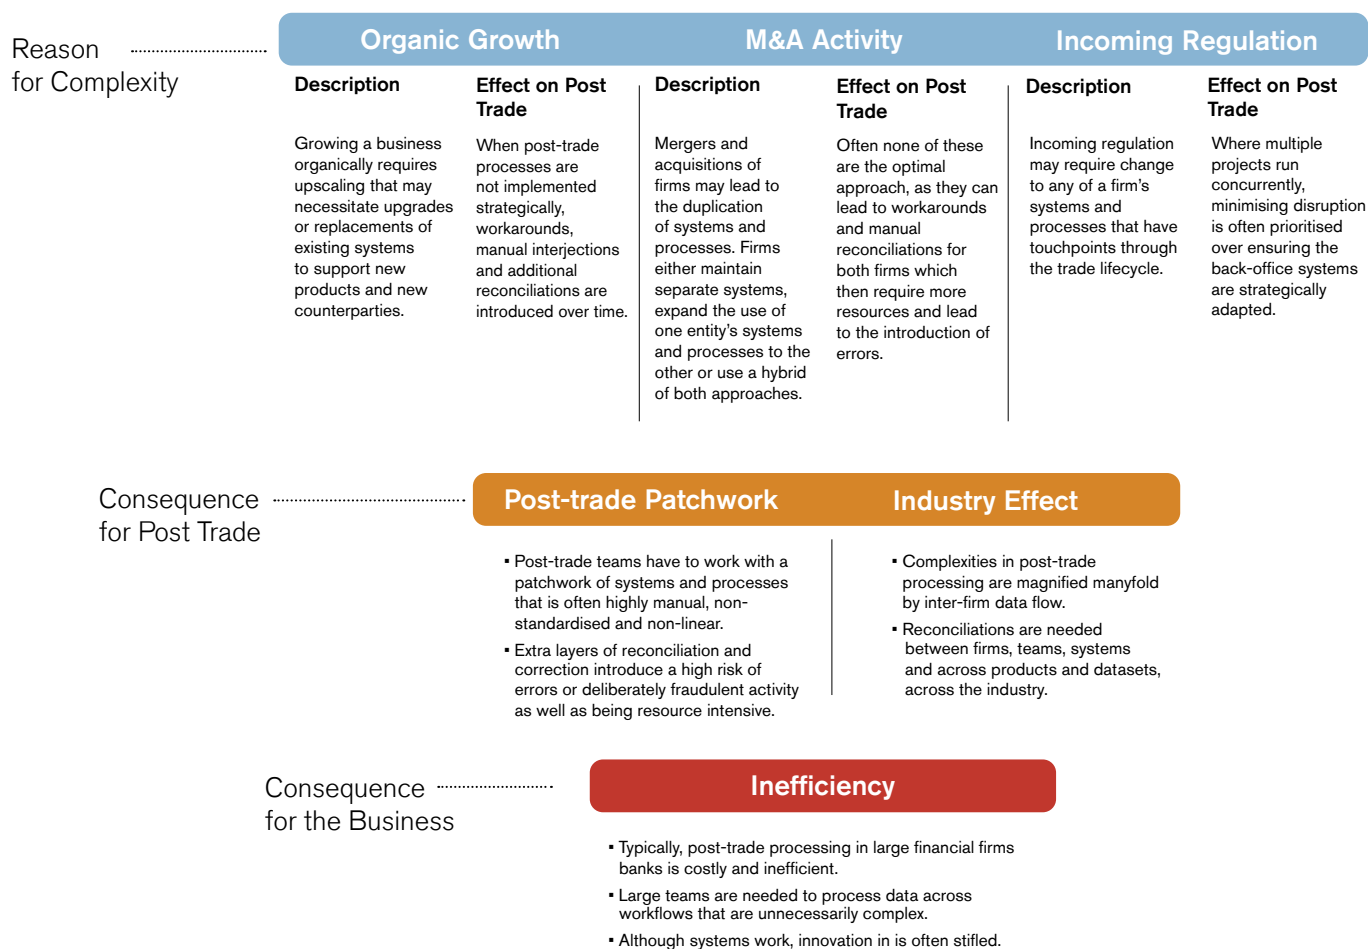 Reason
for Complexity
Organic Growth
M&A Activity
Incoming Regulation
Description
Growing a business
organically requires
upscaling that may
necessitate upgrades
or replacements of
existing systems
to support new
products and new
counterparties.
Effect on Post
Trade
When post-trade
processes are
not implemented
strategically,
workarounds,
manual interjections
and additional
reconciliations are
introduced over time.
Description
Mergers and
acquisitions of
firms may lead to
the duplication
of systems and
processes. Firms
either maintain
separate systems,
expand the use of
one entity's systems
and processes to the
other or use a hybrid
of both approaches.
Effect on Post
Trade
Often none of these
are the optimal
approach, as they can
lead to workarounds
and manual
reconciliations for
both firms which
then require more
resources and lead
to the introduction of
errors.
Description
Incoming regulation
may require change
to any of a firm's
systems and
processes that have
touchpoints through
the trade lifecycle.
Effect on Post
Trade
Where multiple
projects run
concurrently,
minimising disruption
is often prioritised
over ensuring the
back-office systems
are strategically
adapted.
Consequence
for Post Trade
Post-trade Patchwork
▪ Post-trade teams have to work with a
patchwork of systems and processes
that is often highly manual, non-
standardised and non-linear.
▪ Extra layers of reconciliation and
correction introduce a high risk of
errors or deliberately fraudulent activity
as well as being resource intensive.
Industry Effect
▪ Complexities in post-trade
processing are magnified manyfold
by inter-firm data flow.
▪ Reconciliations are needed
between firms, teams, systems
and across products and datasets,
across the industry.
Consequence
for the Business
Inefficiency
▪ Typically, post-trade processing in large financial firms
banks is costly and inefficient.
▪ Large teams are needed to process data across
workflows that are unnecessarily complex.
▪ Although systems work, innovation in is often stifled.